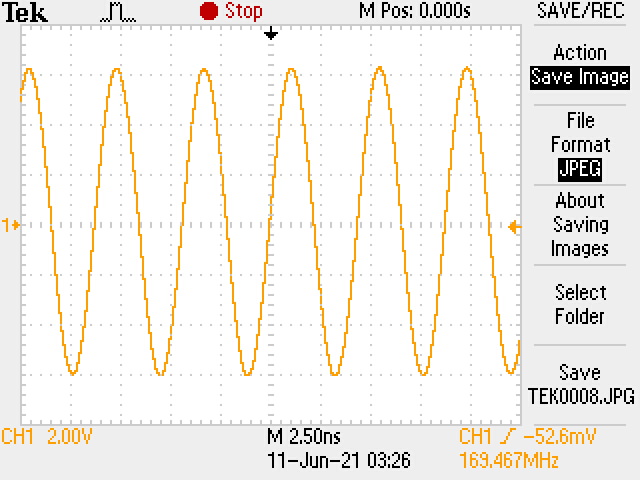 Tek Stop M Pos: 0.000s SAVE/REC
Action
Save Image
File
Format
JPEG
About
Saving
Images
1
Select
Folder
Save
TEK0008.JPG
CH1 2.00V M 2.50ns CH1 -52.6mV
11-Jun-21 03:26 169.467MHz